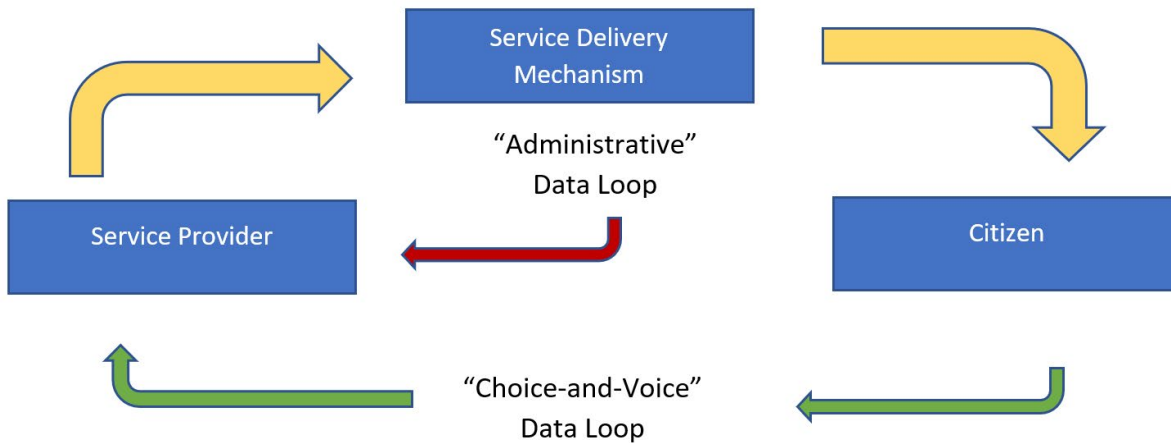 Service Delivery
Mechanism
“Administrative”
Data Loop
Service Provider
Citizen
“Choice-and-Voice”
Data Loop